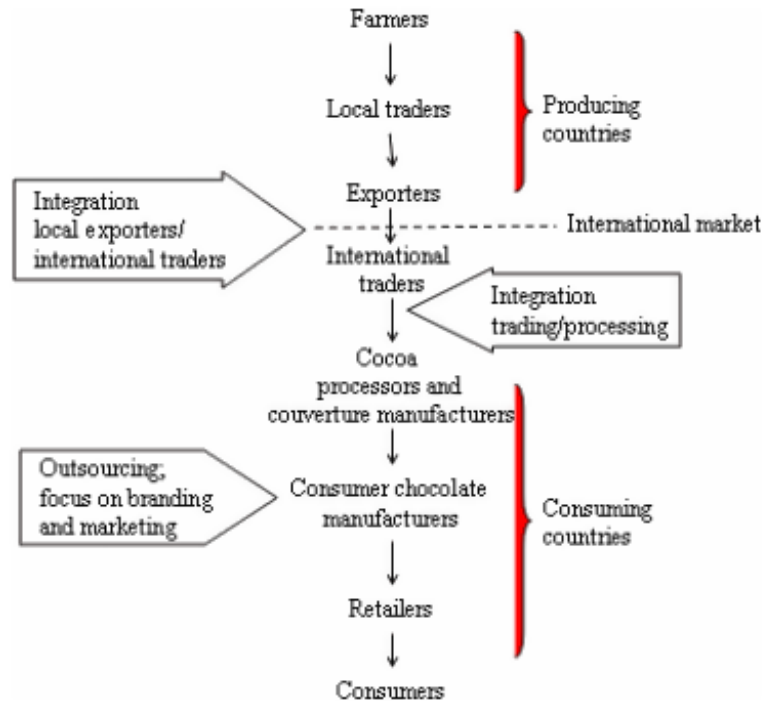 Farmers
Local traders
Producing
countries
Exporters
Integration
local exporters/
international traders
International market
International
traders
Integration
trading/processing
Cocoa
processors and
couverture manufacturers
Outsourcing;
focus on branding
and marketing
Consumer chocolate
manufacturers
Consuming
countries
Retailers
Consumers